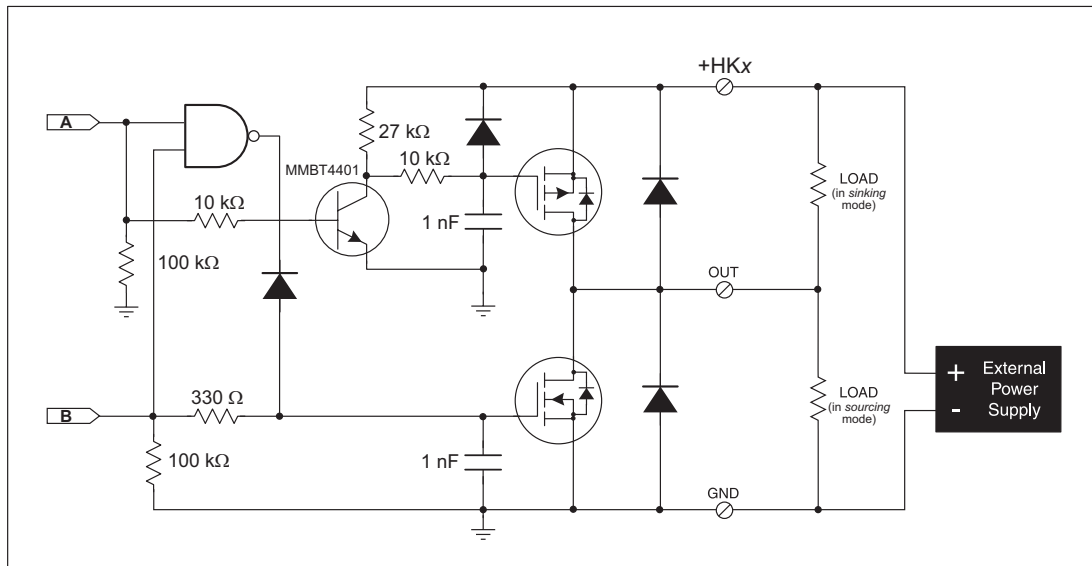 +HKx
A
27 kΩ
MMBT4401
10 kΩ
10 kΩ
1 nF
LOAD
(in sinking
mode)
100 kΩ
OUT
330 Ω
B
LOAD
(in sourcing
mode)
+ External
Power
- Supply
1 nF
100 kΩ
GND